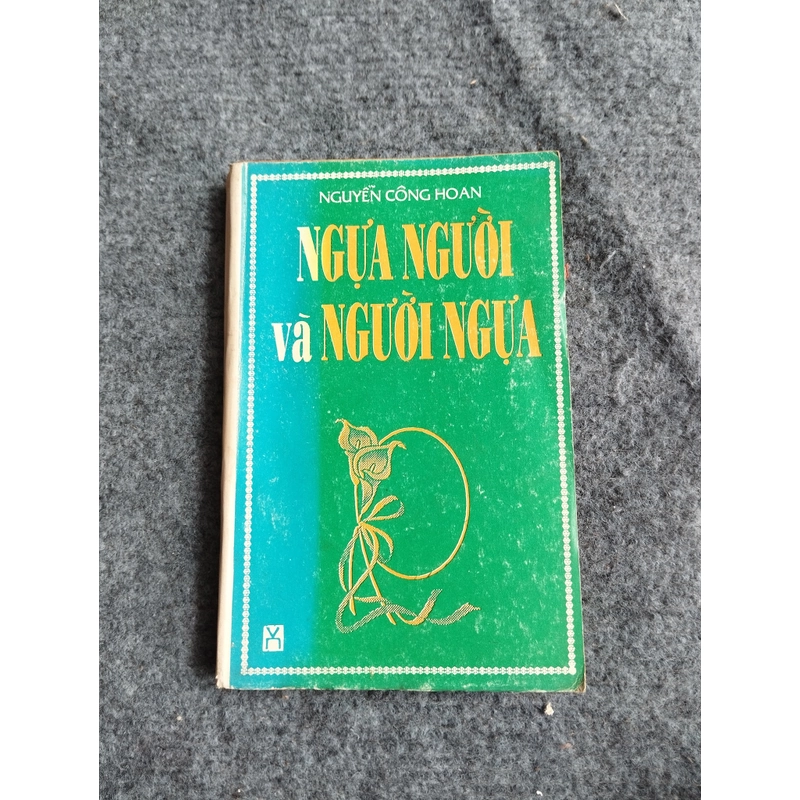 NGUYỄN CÔNG HOAN
NGỰA NGƯỜI
và NGƯỜI NGỰA